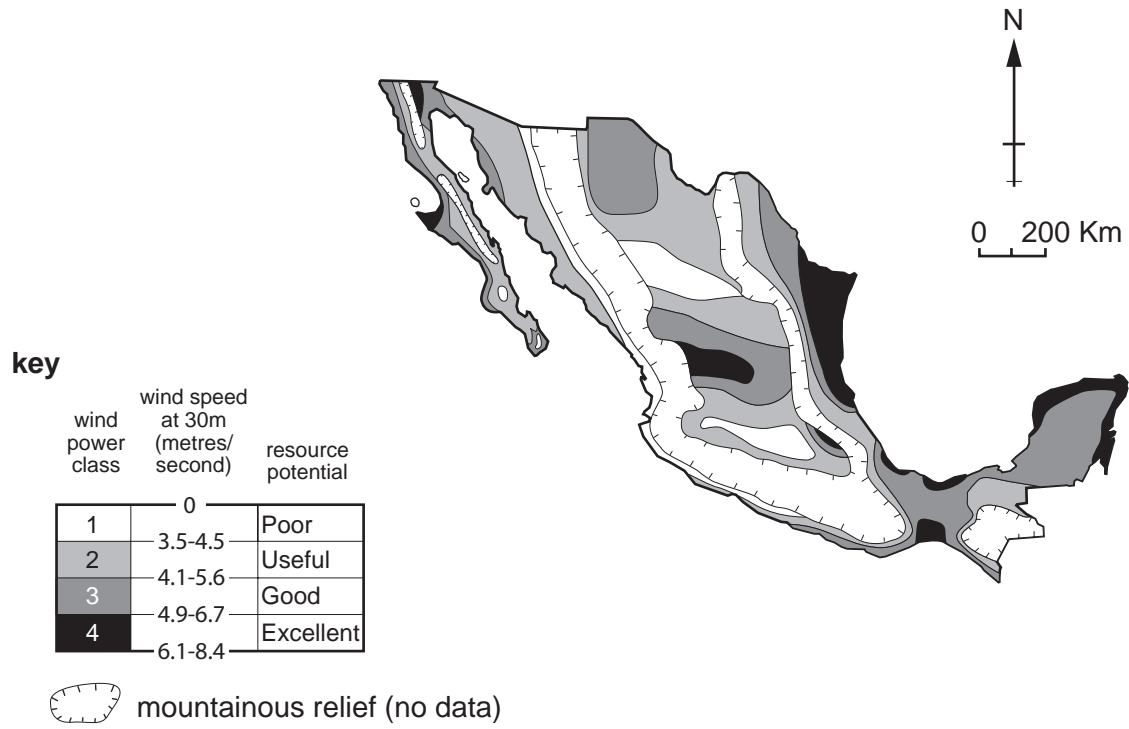 N
0 200 Km
key
wind power class
wind speed at 30m (metres/ second)
resource potential
0
1 Poor
3.5-4.5
2 Useful
4.1-5.6
3 Good
4.9-6.7
4 Excellent
6.1-8.4
mountainous relief (no data)